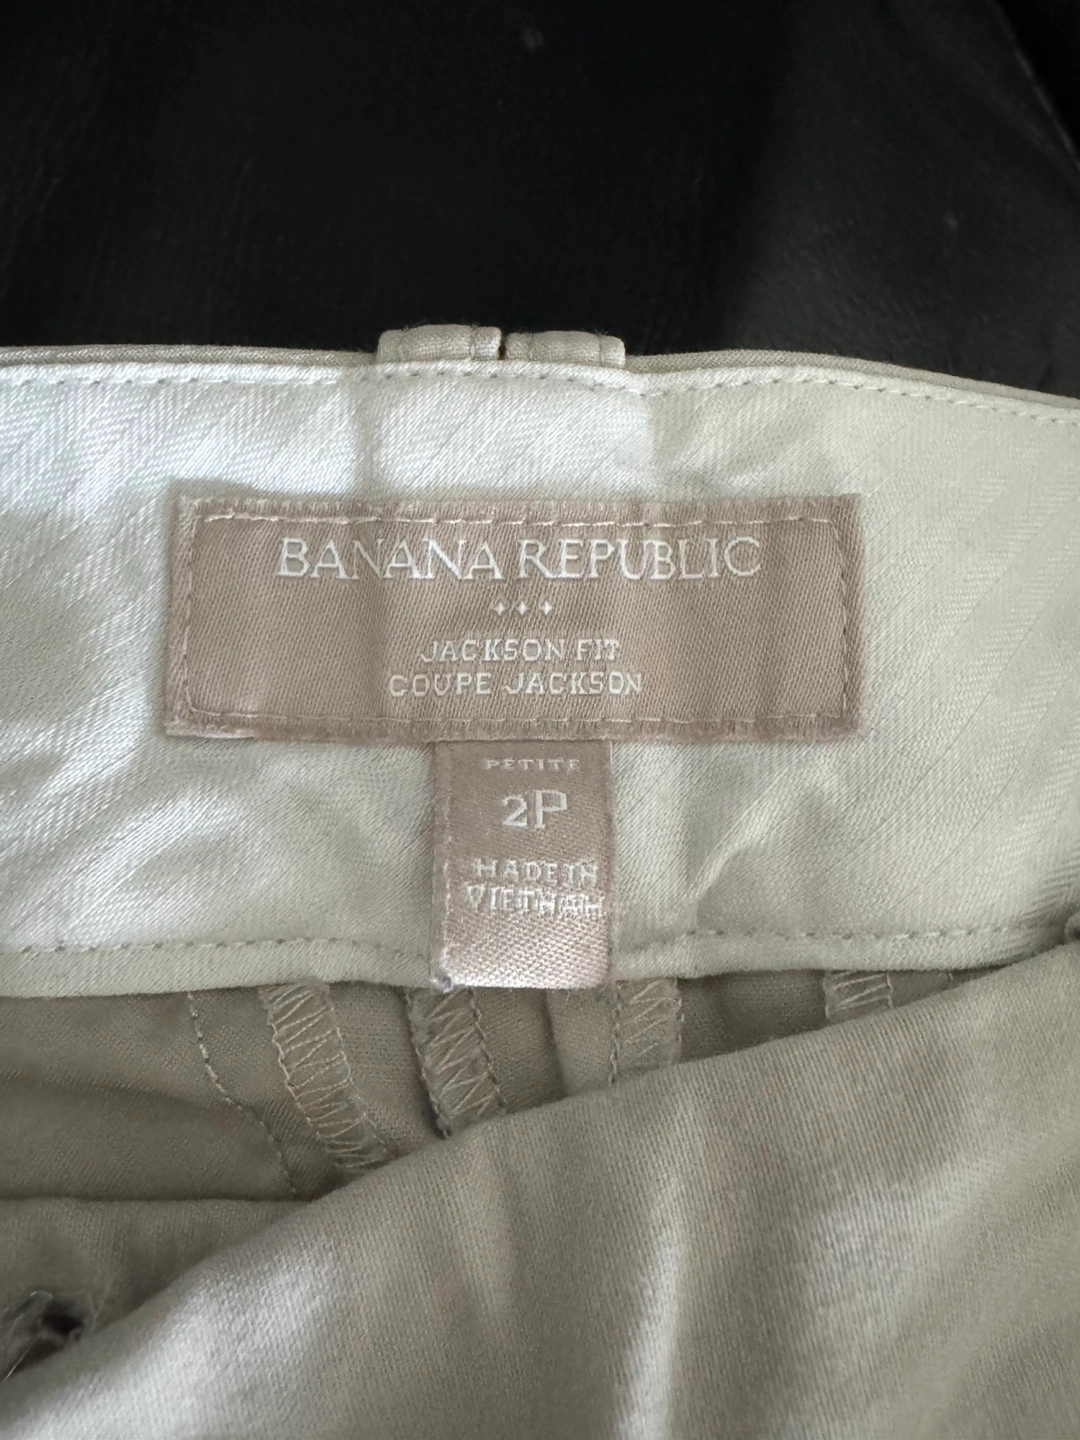 BANANA REPUBLIC
JACKSON FIT
COUPE JACKSON
PETITE
2P
MADE IN
VIETNAM